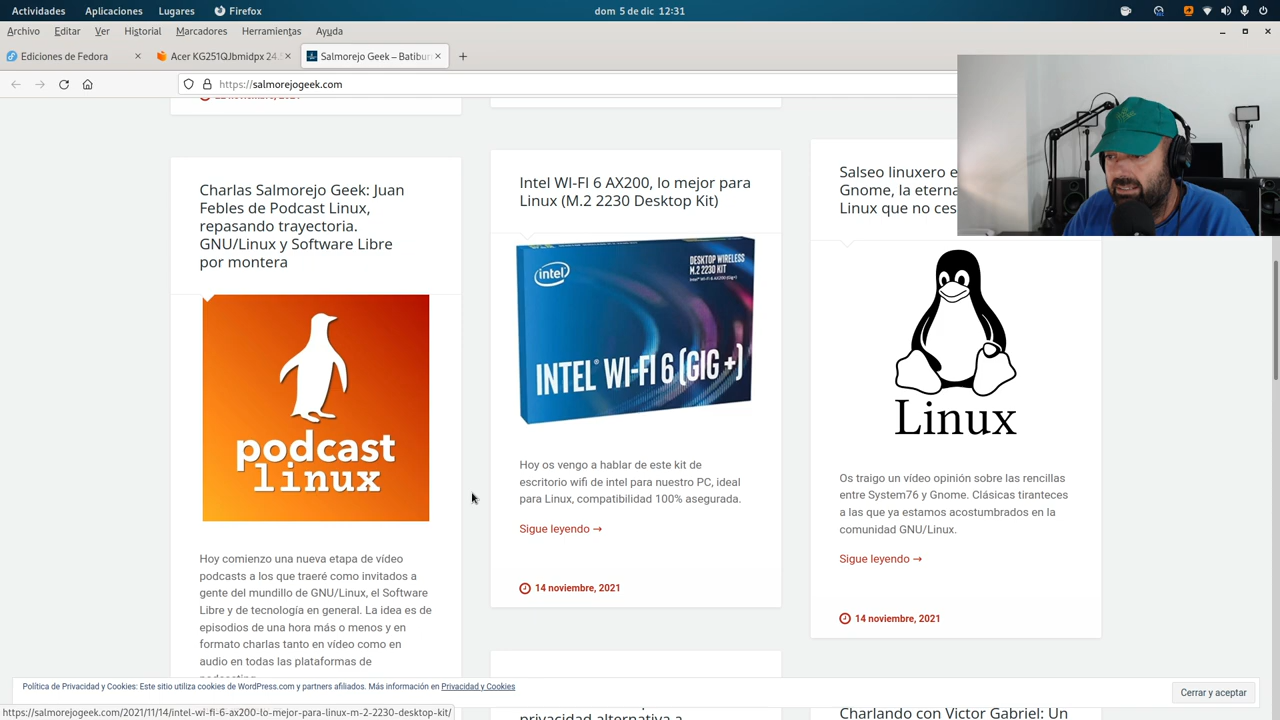 Actividades Aplicaciones Lugares Firefox dom 5 de dic 12:31
Archivo Editar Ver Historial Marcadores Herramientas Ayuda
Ediciones de Fedora
Acer KG251QJbmidpx 24
Salmorejo Geek – Batibur
https://salmorejogeek.com
Charlas Salmorejo Geek: Juan
Febles de Podcast Linux,
repasando trayectoria.
GNU/Linux y Software Libre
por montera
podcast
linux
Hoy comienzo una nueva etapa de vídeo
podcasts a los que traeré como invitados a
gente del mundillo de GNU/Linux, el Software
Libre y de tecnología en general. La idea es de
episodios de una hora más o menos y en
formato charlas tanto en vídeo como en
audio en todas las plataformas de
Intel WI-FI 6 AX200, lo mejor para
Linux (M.2 2230 Desktop Kit)
intel
DESKTOP WIRELESS
M.2 2230 KIT
INTEL® WI-FI 6 (GIG +)
Hoy os vengo a hablar de este kit de
escritorio wifi de intel para nuestro PC, ideal
para Linux, compatibilidad 100% asegurada.
Sigue leyendo →
14 noviembre, 2021
Salseo linuxero e
Gnome, la eterna
Linux que no ces
Linux
Os traigo un vídeo opinión sobre las rencillas
entre System76 y Gnome. Clásicas tiranteces
a las que ya estamos acostumbrados en la
comunidad GNU/Linux.
Sigue leyendo →
14 noviembre, 2021
privacidad alternativa a
Charlando con Victor Gabriel: Un
Política de Privacidad y Cookies: Este sitio utiliza cookies de WordPress.com y partners afiliados. Más información en Privacidad y Cookies
Cerrar y aceptar
https://salmorejogeek.com/2021/11/14/intel-wi-fi-6-ax200-lo-mejor-para-linux-m-2-2230-desktop-kit/